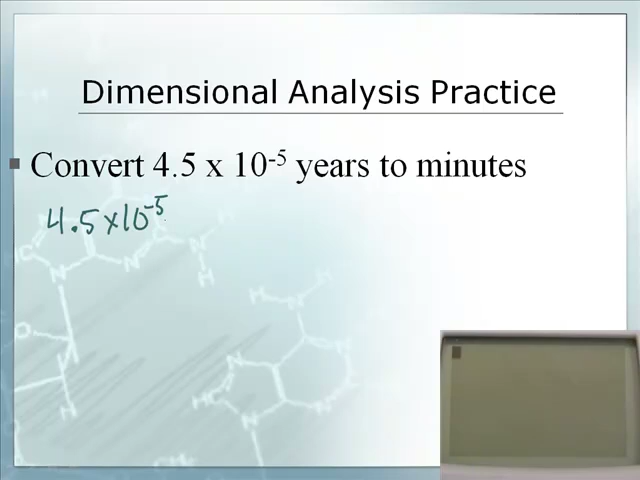 Dimensional Analysis Practice
Convert 4.5 x 10⁻⁵ years to minutes
4.5x10⁻⁵